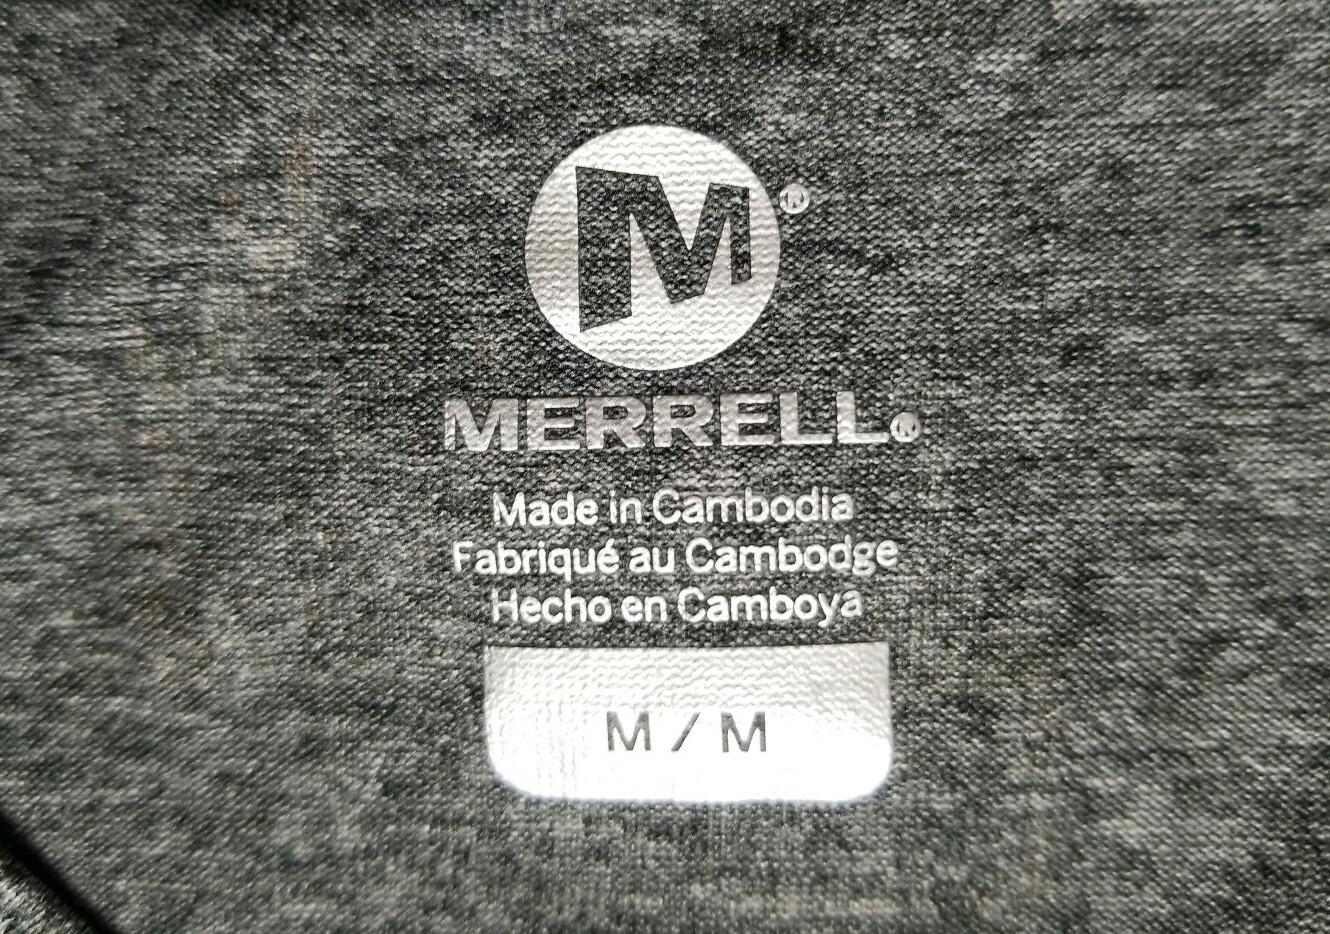 M®
MERRELL®
Made in Cambodia
Fabriqué au Cambodge
Hecho en Camboya
M / M